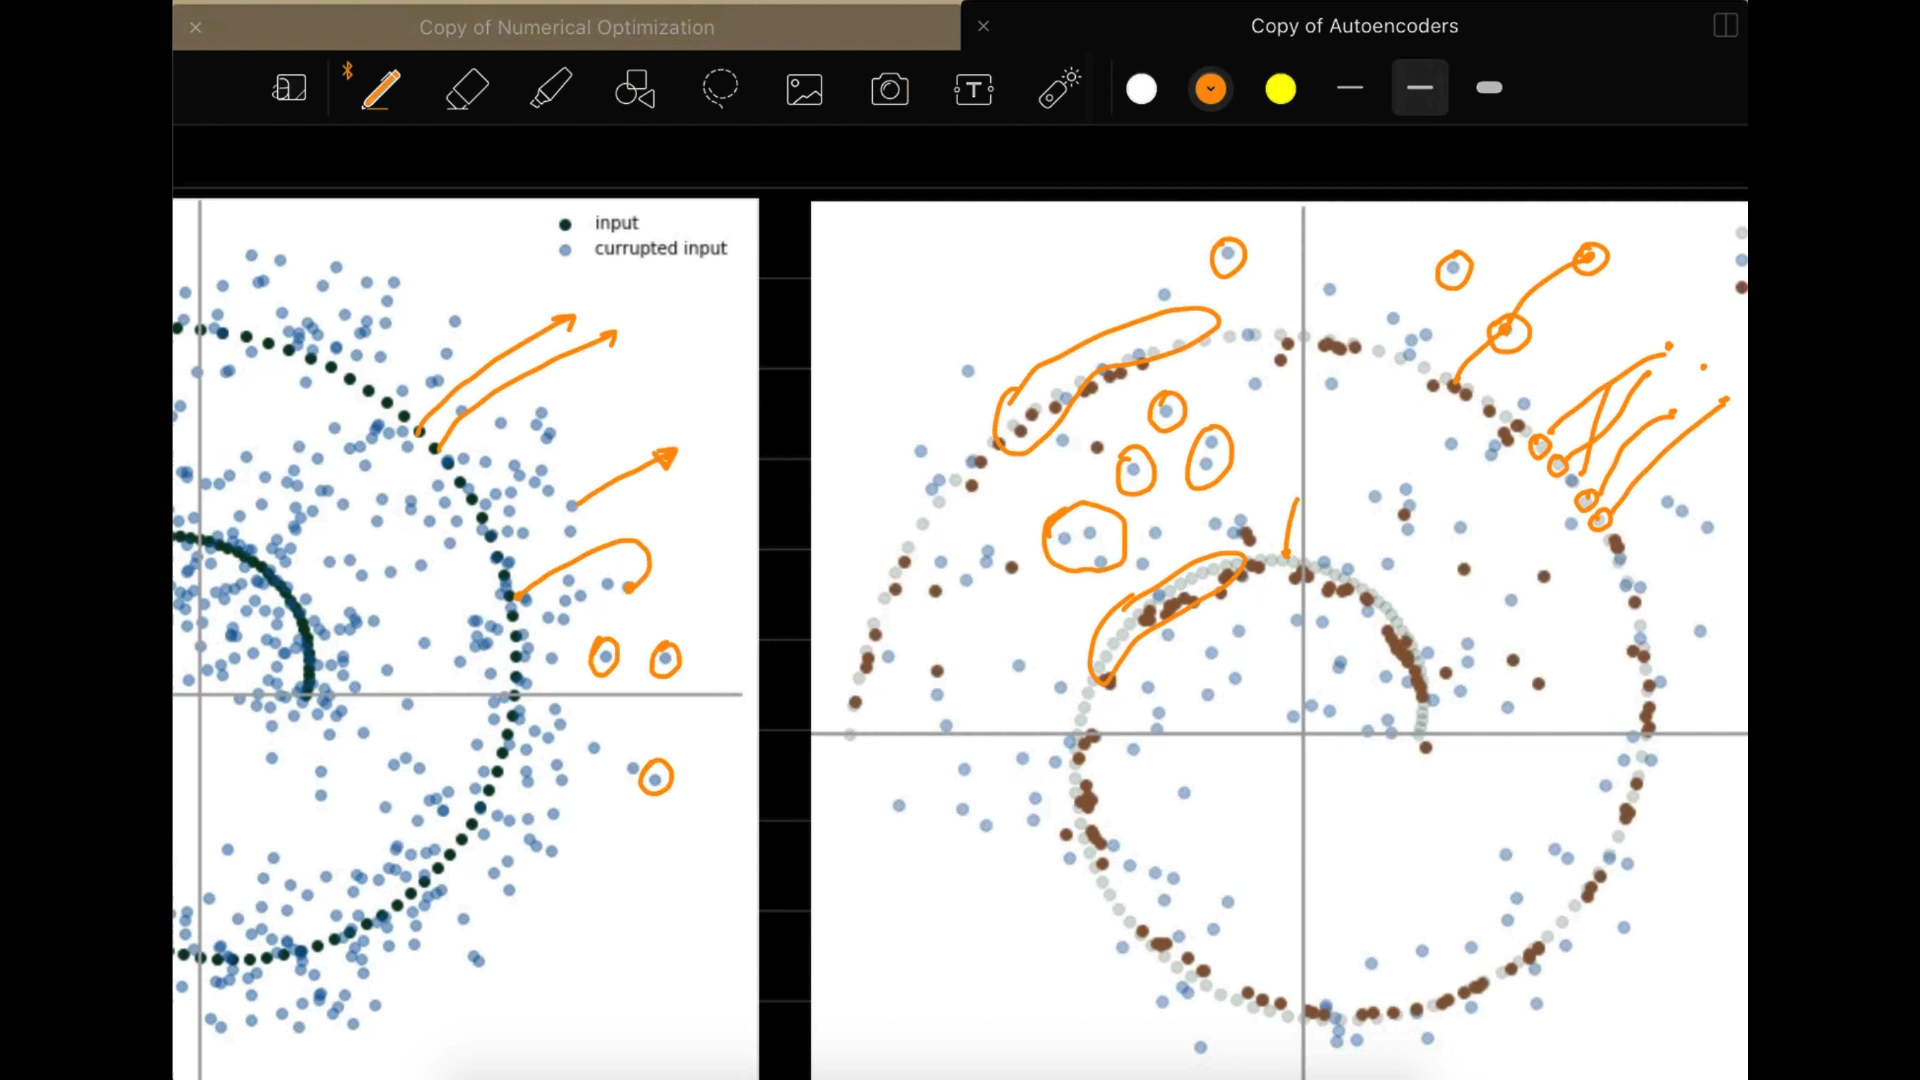 Copy of Numerical Optimization
Copy of Autoencoders
a
T
input
currupted input